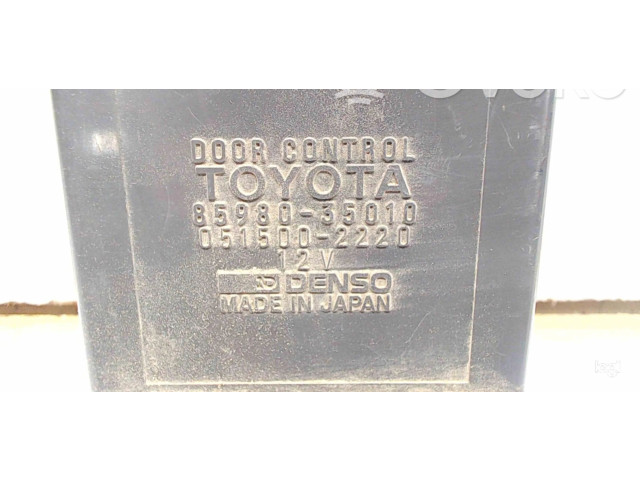 DOOR CONTROL
TOYOTA
85980-35010
051500-2220
12V
DENSO
MADE IN JAPAN